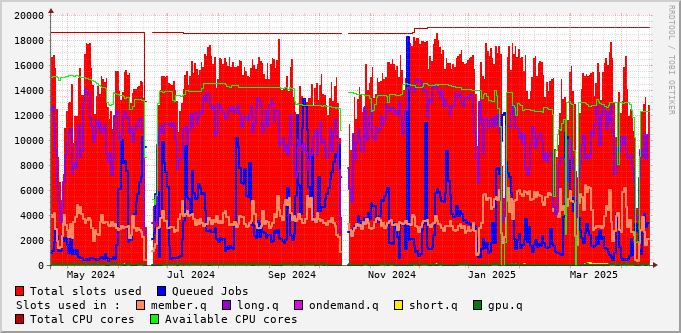 20000
18000
16000
14000
12000
10000
8000
6000
4000
2000
0
May 2024 Jul 2024 Sep 2024 Nov 2024 Jan 2025 Mar 2025
RRDTOOL / TOBI OETIKER
Total slots used Queued Jobs
Slots used in : member.q long.q ondemand.q short.q gpu.q
Total CPU cores Available CPU cores